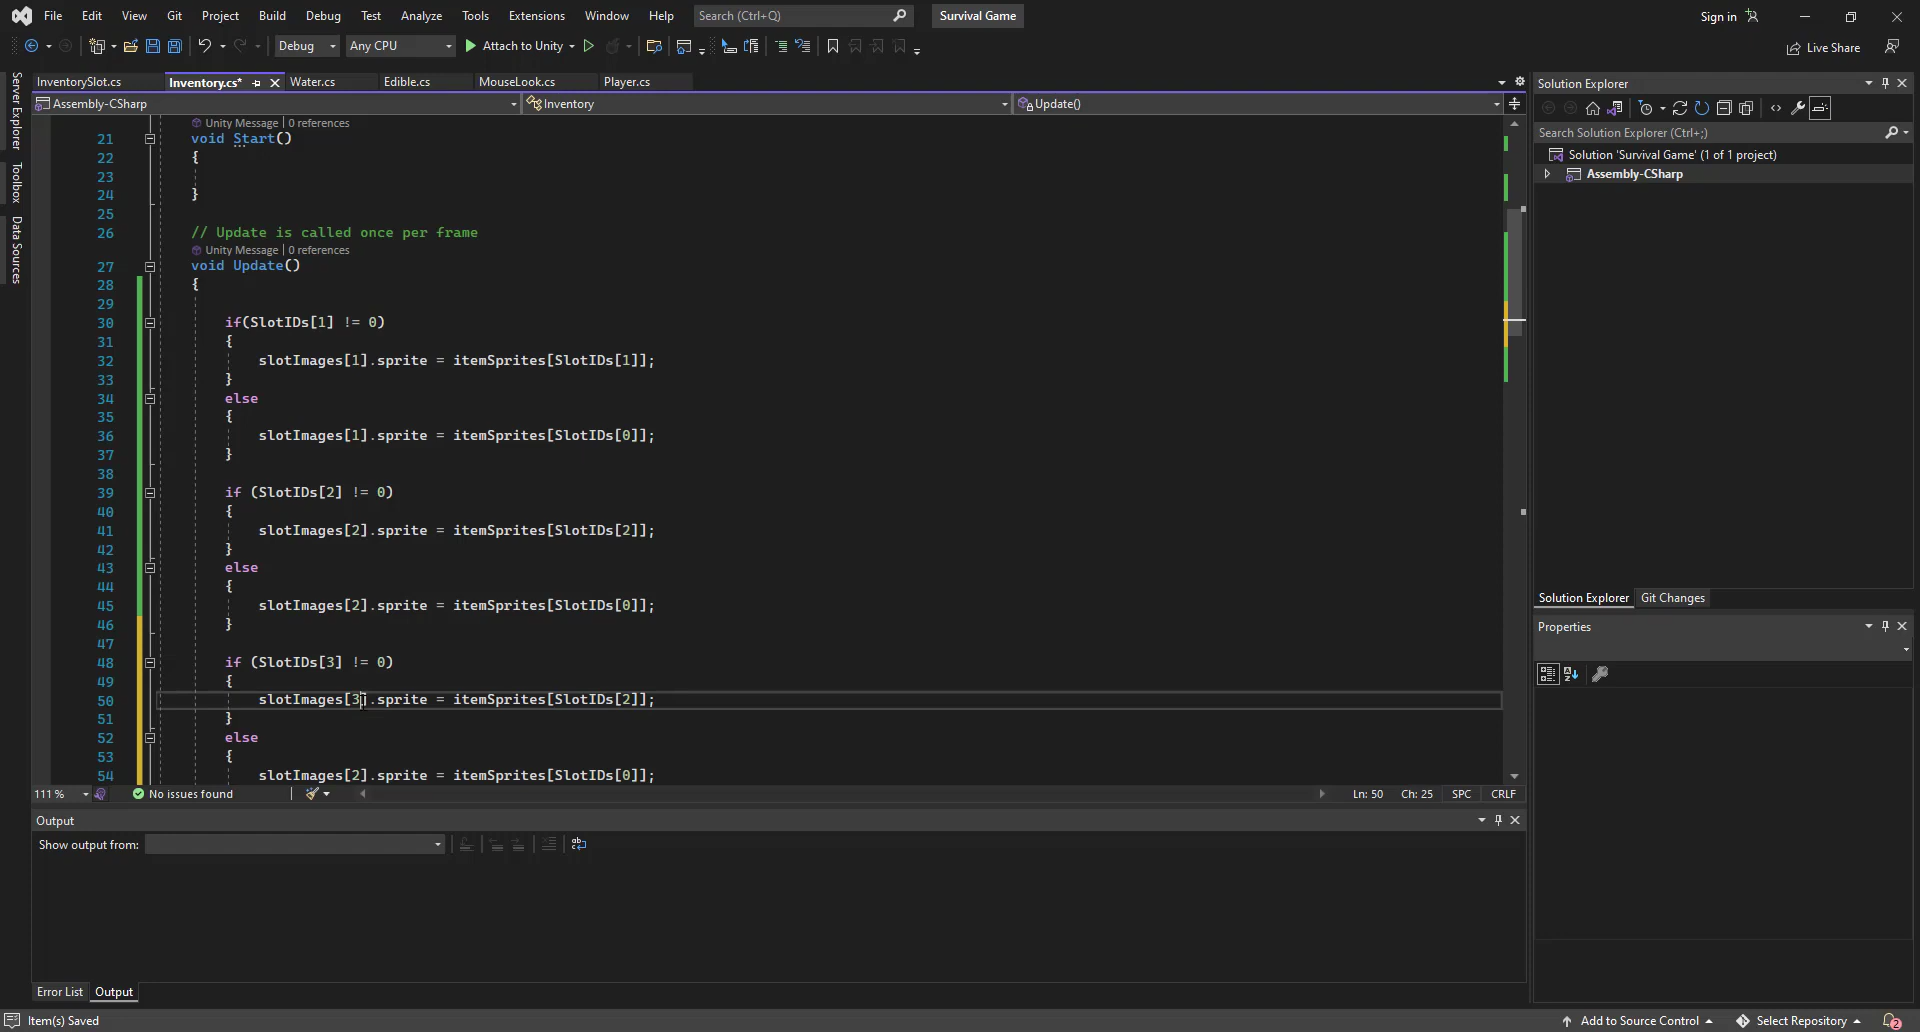 File Edit View Git Project Build Debug Test Analyze Tools Extensions Window Help Search (Ctrl+Q) Survival Game Sign in
Debug Any CPU Attach to Unity Live Share
Server Explorer
Toolbox
Data Sources
InventorySlot.cs Inventory.cs* Water.cs Edible.cs MouseLook.cs Player.cs
Assembly-CSharp Inventory Update()
Unity Message | 0 references
21 void Start()
22 {
23
24 }
25
26 // Update is called once per frame
Unity Message | 0 references
27 void Update()
28 {
29
30 if(SlotIDs[1] != 0)
31 {
32 slotImages[1].sprite = itemSprites[SlotIDs[1]];
33 }
34 else
35 {
36 slotImages[1].sprite = itemSprites[SlotIDs[0]];
37 }
38
39 if (SlotIDs[2] != 0)
40 {
41 slotImages[2].sprite = itemSprites[SlotIDs[2]];
42 }
43 else
44 {
45 slotImages[2].sprite = itemSprites[SlotIDs[0]];
46 }
47
48 if (SlotIDs[3] != 0)
49 {
50 slotImages[3].sprite = itemSprites[SlotIDs[2]];
51 }
52 else
53 {
54 slotImages[2].sprite = itemSprites[SlotIDs[0]];
111 % No issues found Ln: 50 Ch: 25 SPC CRLF
Output
Show output from:
Error List Output
Solution Explorer
Search Solution Explorer (Ctrl+;)
Solution 'Survival Game' (1 of 1 project)
Assembly-CSharp
Solution Explorer Git Changes
Properties
Item(s) Saved Add to Source Control Select Repository 2